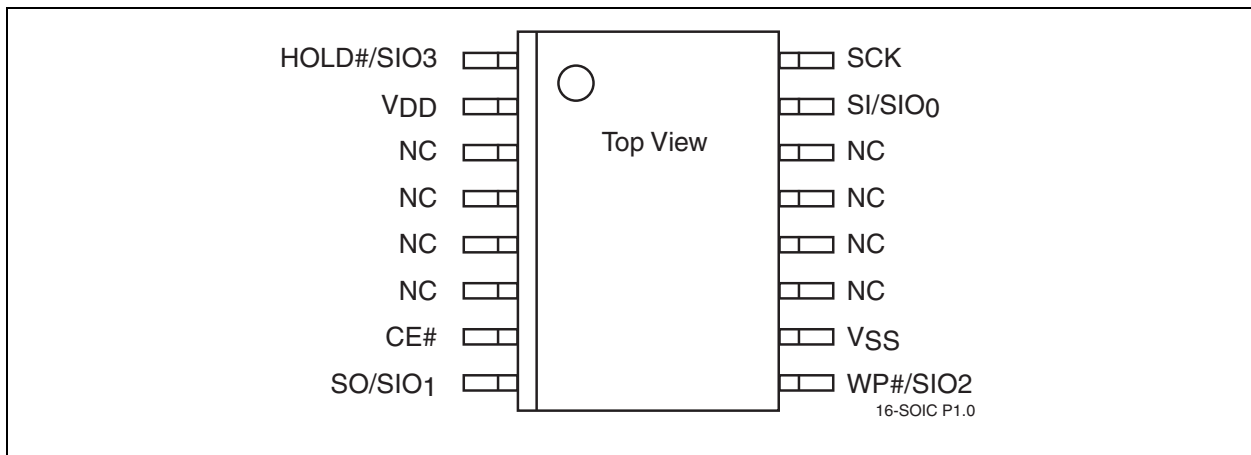 HOLD#/SIO3
SCK
VDD
SI/SIO0
Top View
NC
NC
NC
NC
NC
NC
NC
NC
CE#
VSS
SO/SIO1
WP#/SIO2
16-SOIC P1.0